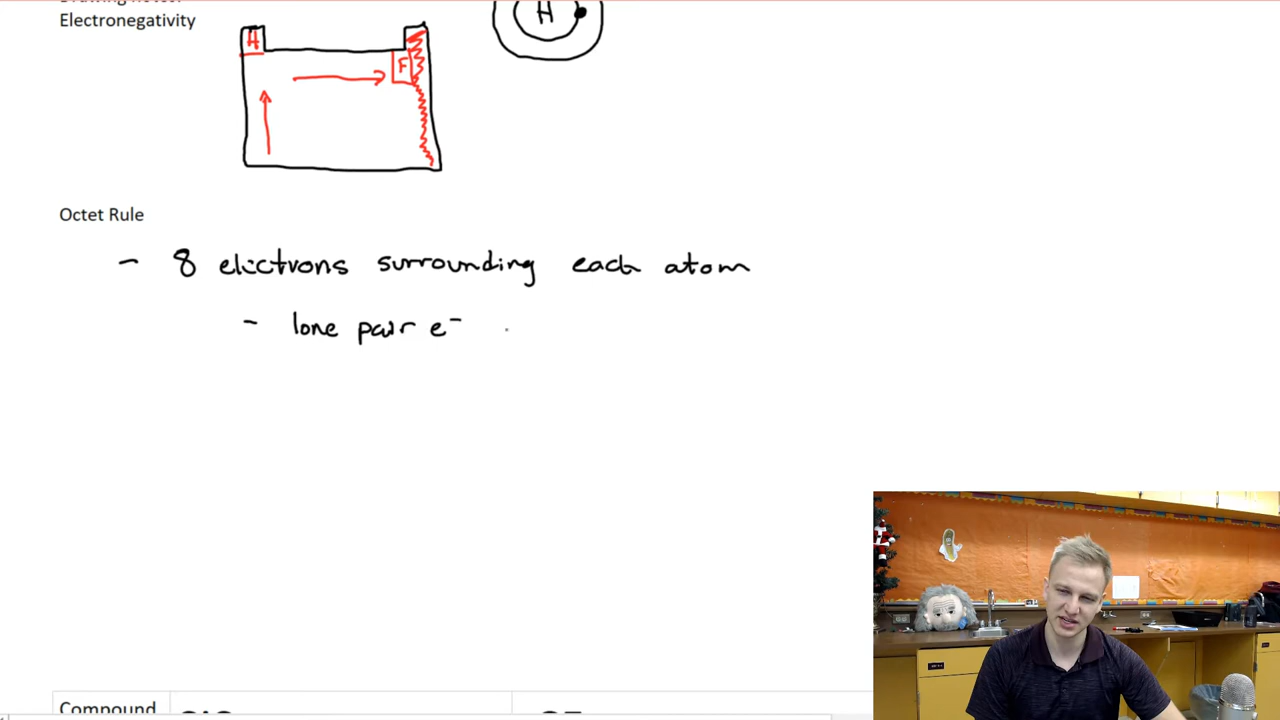 Electronegativity
H
H
F
Octet Rule
- 8 electrons surrounding each atom
- lone pair e⁻
Compound